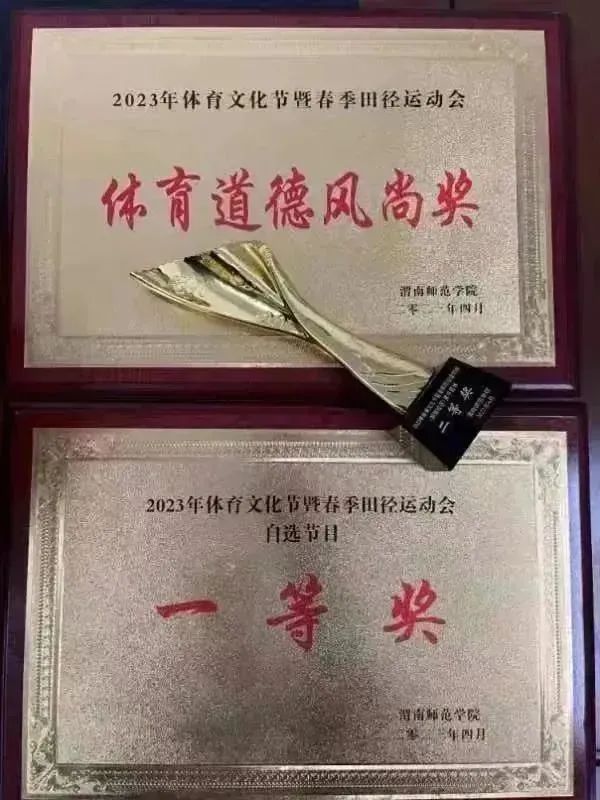 2023年体育文化节暨春季田径运动会
体育道德风尚奖
渭南师范学院
二〇二三年四月
二等奖
2023年体育文化节暨春季田径运动会
自选节目
一等奖
渭南师范学院
二〇二三年四月